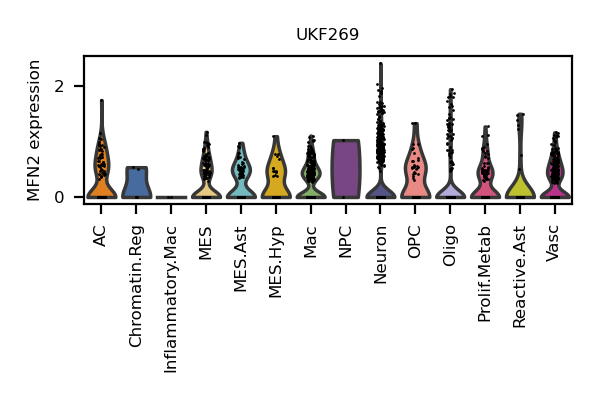 UKF269
MFN2 expression
2
0
AC
Chromatin.Reg
Inflammatory.Mac
MES
MES.Ast
MES.Hyp
Mac
NPC
Neuron
OPC
Oligo
Prolif.Metab
Reactive.Ast
Vasc